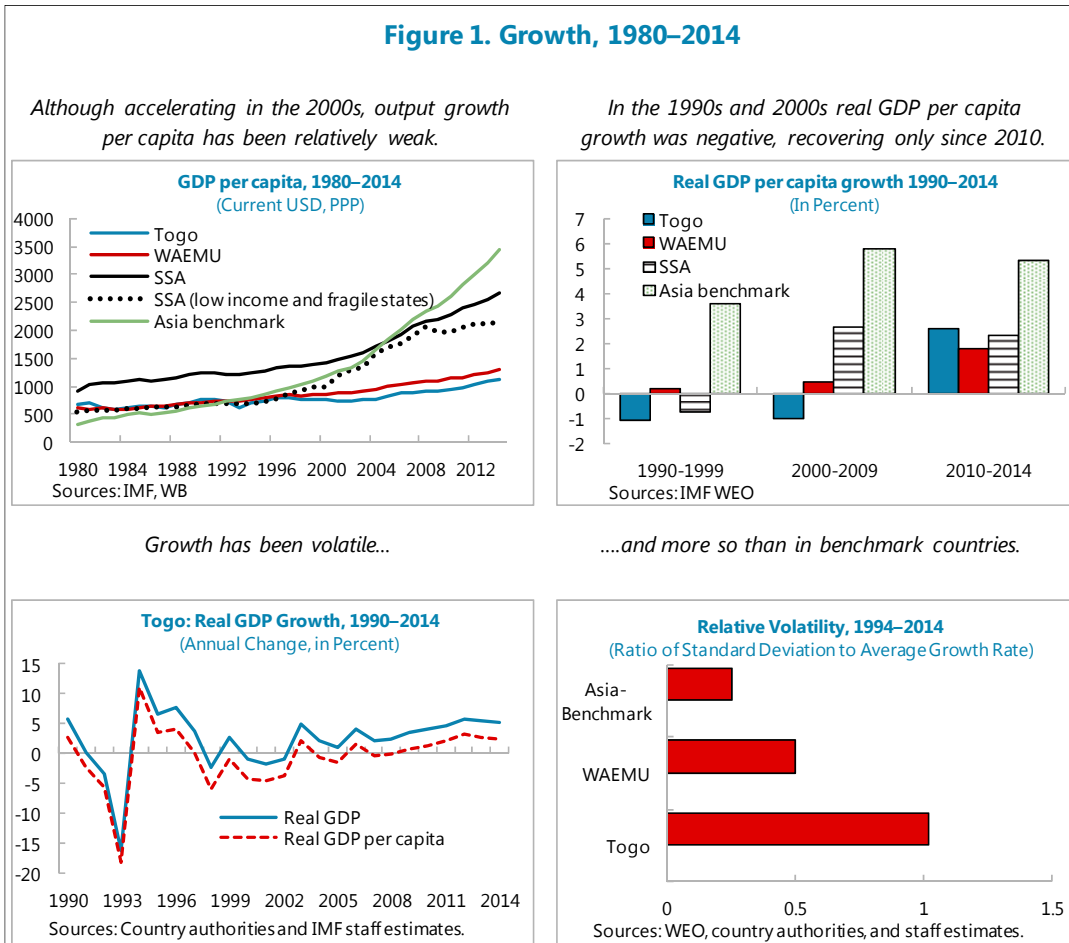 Figure 1. Growth, 1980–2014
Although accelerating in the 2000s, output growth
per capita has been relatively weak.
GDP per capita, 1980–2014
(Current USD, PPP)
4000
3500
3000
2500
2000
1500
1000
500
0
Togo
WAEMU
SSA
SSA (low income and fragile states)
Asia benchmark
1980 1984 1988 1992 1996 2000 2004 2008 2012
Sources: IMF, WB
In the 1990s and 2000s real GDP per capita
growth was negative, recovering only since 2010.
Real GDP per capita growth 1990–2014
(In Percent)
7
6
5
4
3
2
1
0
-1
-2
Togo
WAEMU
SSA
Asia benchmark
1990-1999 2000-2009 2010-2014
Sources: IMF WEO
Growth has been volatile...
Togo: Real GDP Growth, 1990–2014
(Annual Change, in Percent)
15
10
5
0
-5
-10
-15
-20
Real GDP
Real GDP per capita
1990 1993 1996 1999 2002 2005 2008 2011 2014
Sources: Country authorities and IMF staff estimates.
....and more so than in benchmark countries.
Relative Volatility, 1994–2014
(Ratio of Standard Deviation to Average Growth Rate)
Asia-
Benchmark
WAEMU
Togo
0 0.5 1 1.5
Sources: WEO, country authorities, and staff estimates.